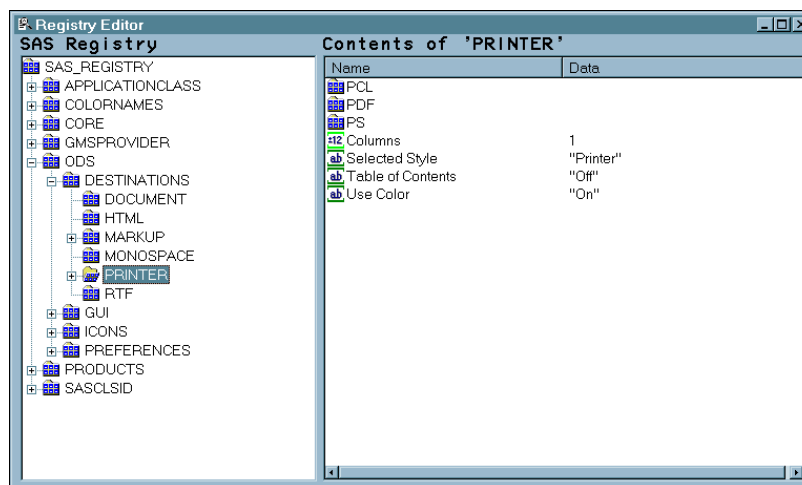 Registry Editor
SAS Registry
Contents of 'PRINTER'
SAS_REGISTRY
APPLICATIONCLASS
COLORNAMES
CORE
GMSPROVIDER
ODS
DESTINATIONS
DOCUMENT
HTML
MARKUP
MONOSPACE
PRINTER
RTF
GUI
ICONS
PREFERENCES
PRODUCTS
SASCLSID
Name Data
PCL
PDF
PS
Columns 1
Selected Style "Printer"
Table of Contents "Off"
Use Color "On"